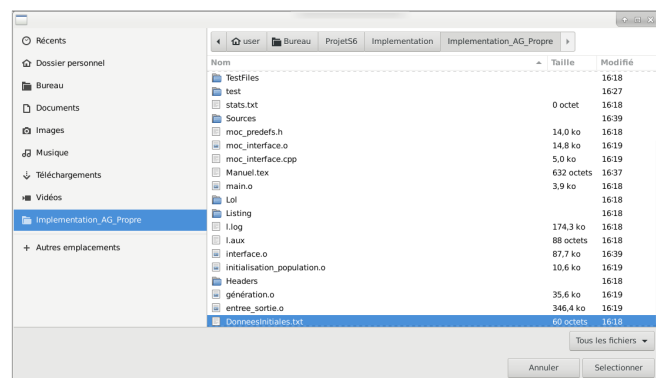 user Bureau ProjetS6 Implementation Implementation_AG_Propre
Récents
Dossier personnel
Bureau
Documents
Images
Musique
Téléchargements
Vidéos
Implementation_AG_Propre
+ Autres emplacements
Nom Taille Modifié
TestFiles 16:18
test 16:27
stats.txt 0 octet 16:18
Sources 16:39
moc_predefs.h 14,0 ko 16:18
moc_interface.o 14,8 ko 16:19
moc_interface.cpp 5,0 ko 16:19
Manuel.tex 632 octets 16:37
main.o 3,9 ko 16:18
Lol 16:18
Listing 16:18
l.log 174,3 ko 16:18
l.aux 88 octets 16:18
interface.o 87,7 ko 16:39
initialisation_population.o 10,6 ko 16:19
Headers 16:18
génération.o 35,6 ko 16:19
entree_sortie.o 346,4 ko 16:19
DonneesInitiales.txt 60 octets 16:18
Tous les fichiers
Annuler Selectionner